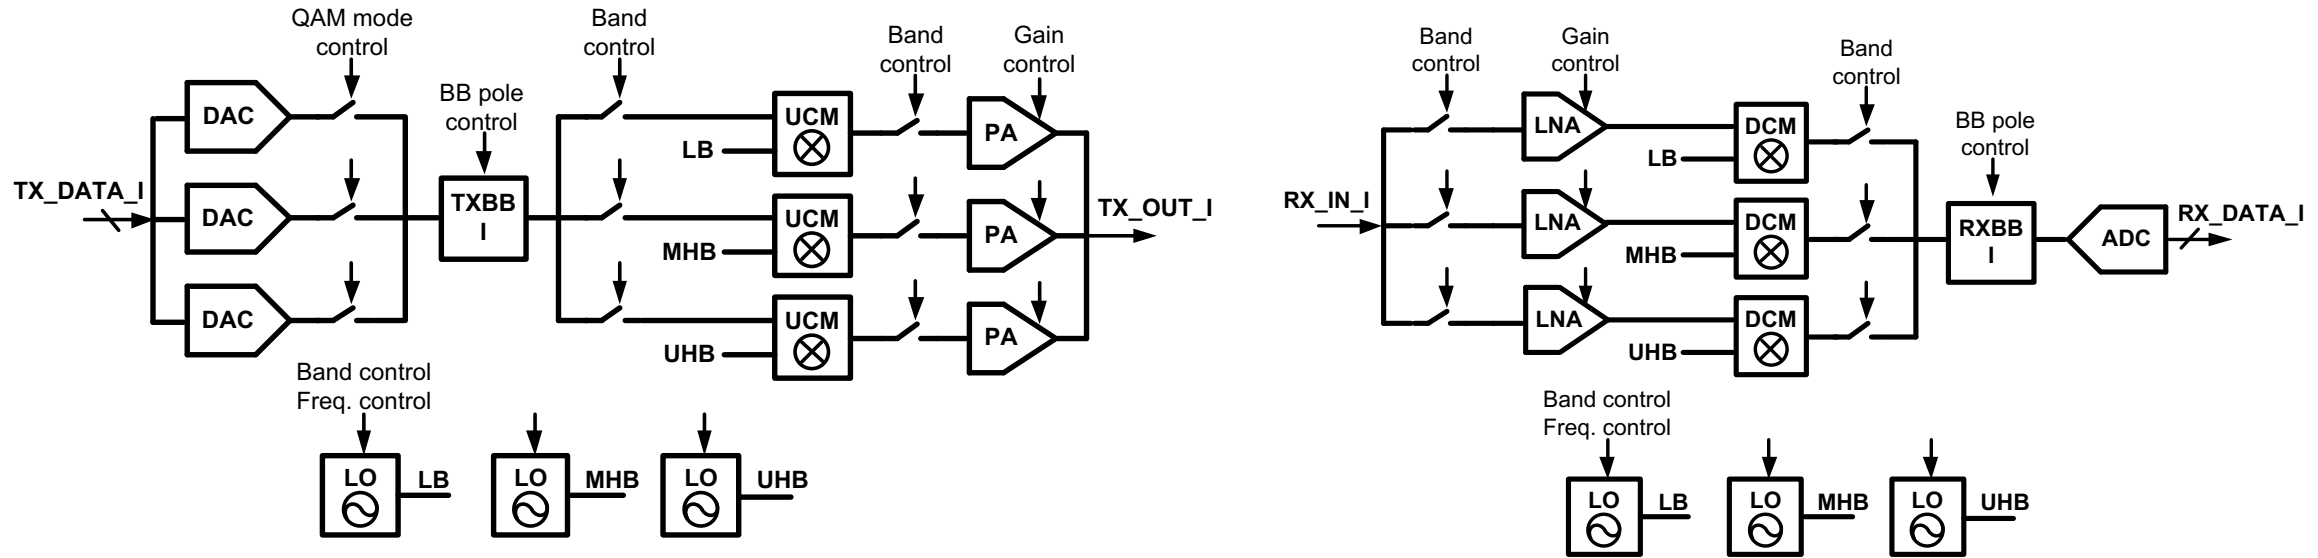 QAM mode
control
Band
control
Band
control
Gain
control
BB pole
control
DAC
DAC
DAC
TX_DATA_I
TXBB
I
UCM
LB
UCM
MHB
UCM
UHB
PA
PA
PA
TX_OUT_I
Band control
Freq. control
LO
LB
LO
MHB
LO
UHB
Band
control
Gain
control
Band
control
BB pole
control
RX_IN_I
LNA
LNA
LNA
DCM
LB
DCM
MHB
DCM
UHB
RXBB
I
ADC
RX_DATA_I
Band control
Freq. control
LO
LB
LO
MHB
LO
UHB